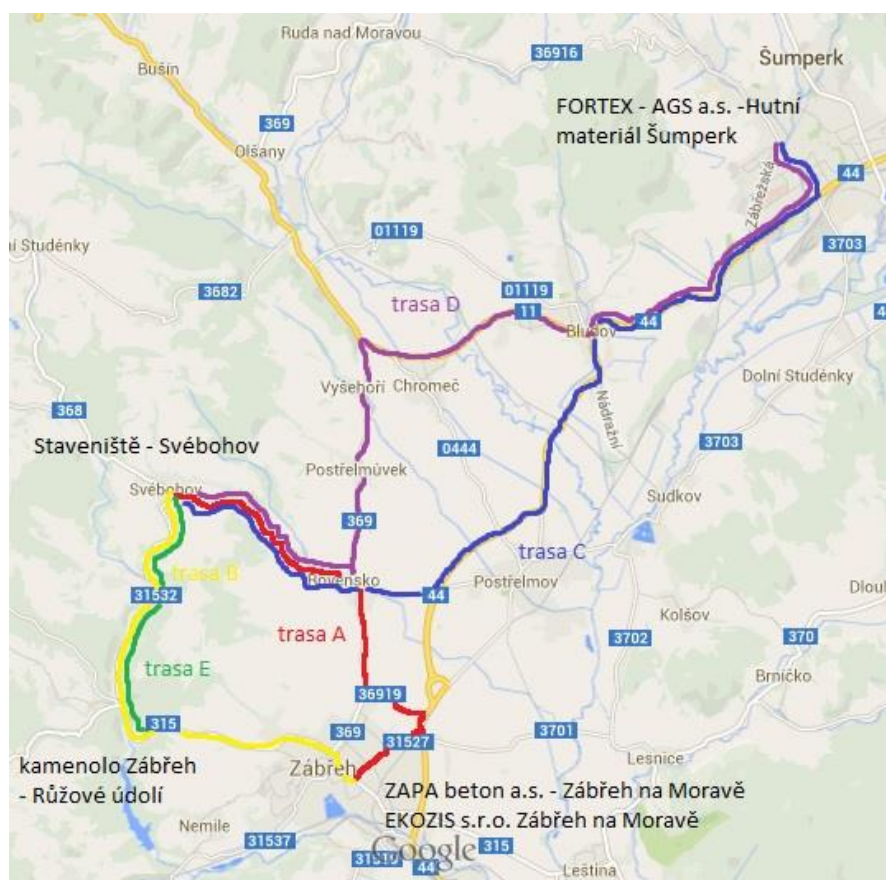 Ruda nad Moravou
36916
Šumperk
Bušín
FORTEX - AGS a.s. -Hutní
materiál Šumperk
369
Olšany
Zábřežská
44
01119
3703
ní Studénky
3682
01119
trasa D
11
Bludov
44
Vyšehoří
Chromeč
Dolní Studénky
Nádražní
368
3703
Staveniště - Svébohov
0444
Postřelmůvek
Svébohov
Sudkov
369
trasa C
trasa B
Rovensko
Postřelmov
31532
44
Dlouh
Kolšov
trasa A
3702
370
trasa E
Brníčko
36919
315
369
31527
3701
kamenolo Zábřeh
- Růžové údolí
Zábřeh
Lesnice
ZAPA beton a.s. - Zábřeh na Moravě
EKOZIS s.r.o. Zábřeh na Moravě
Nemile
31537
Google
315
44
Leština